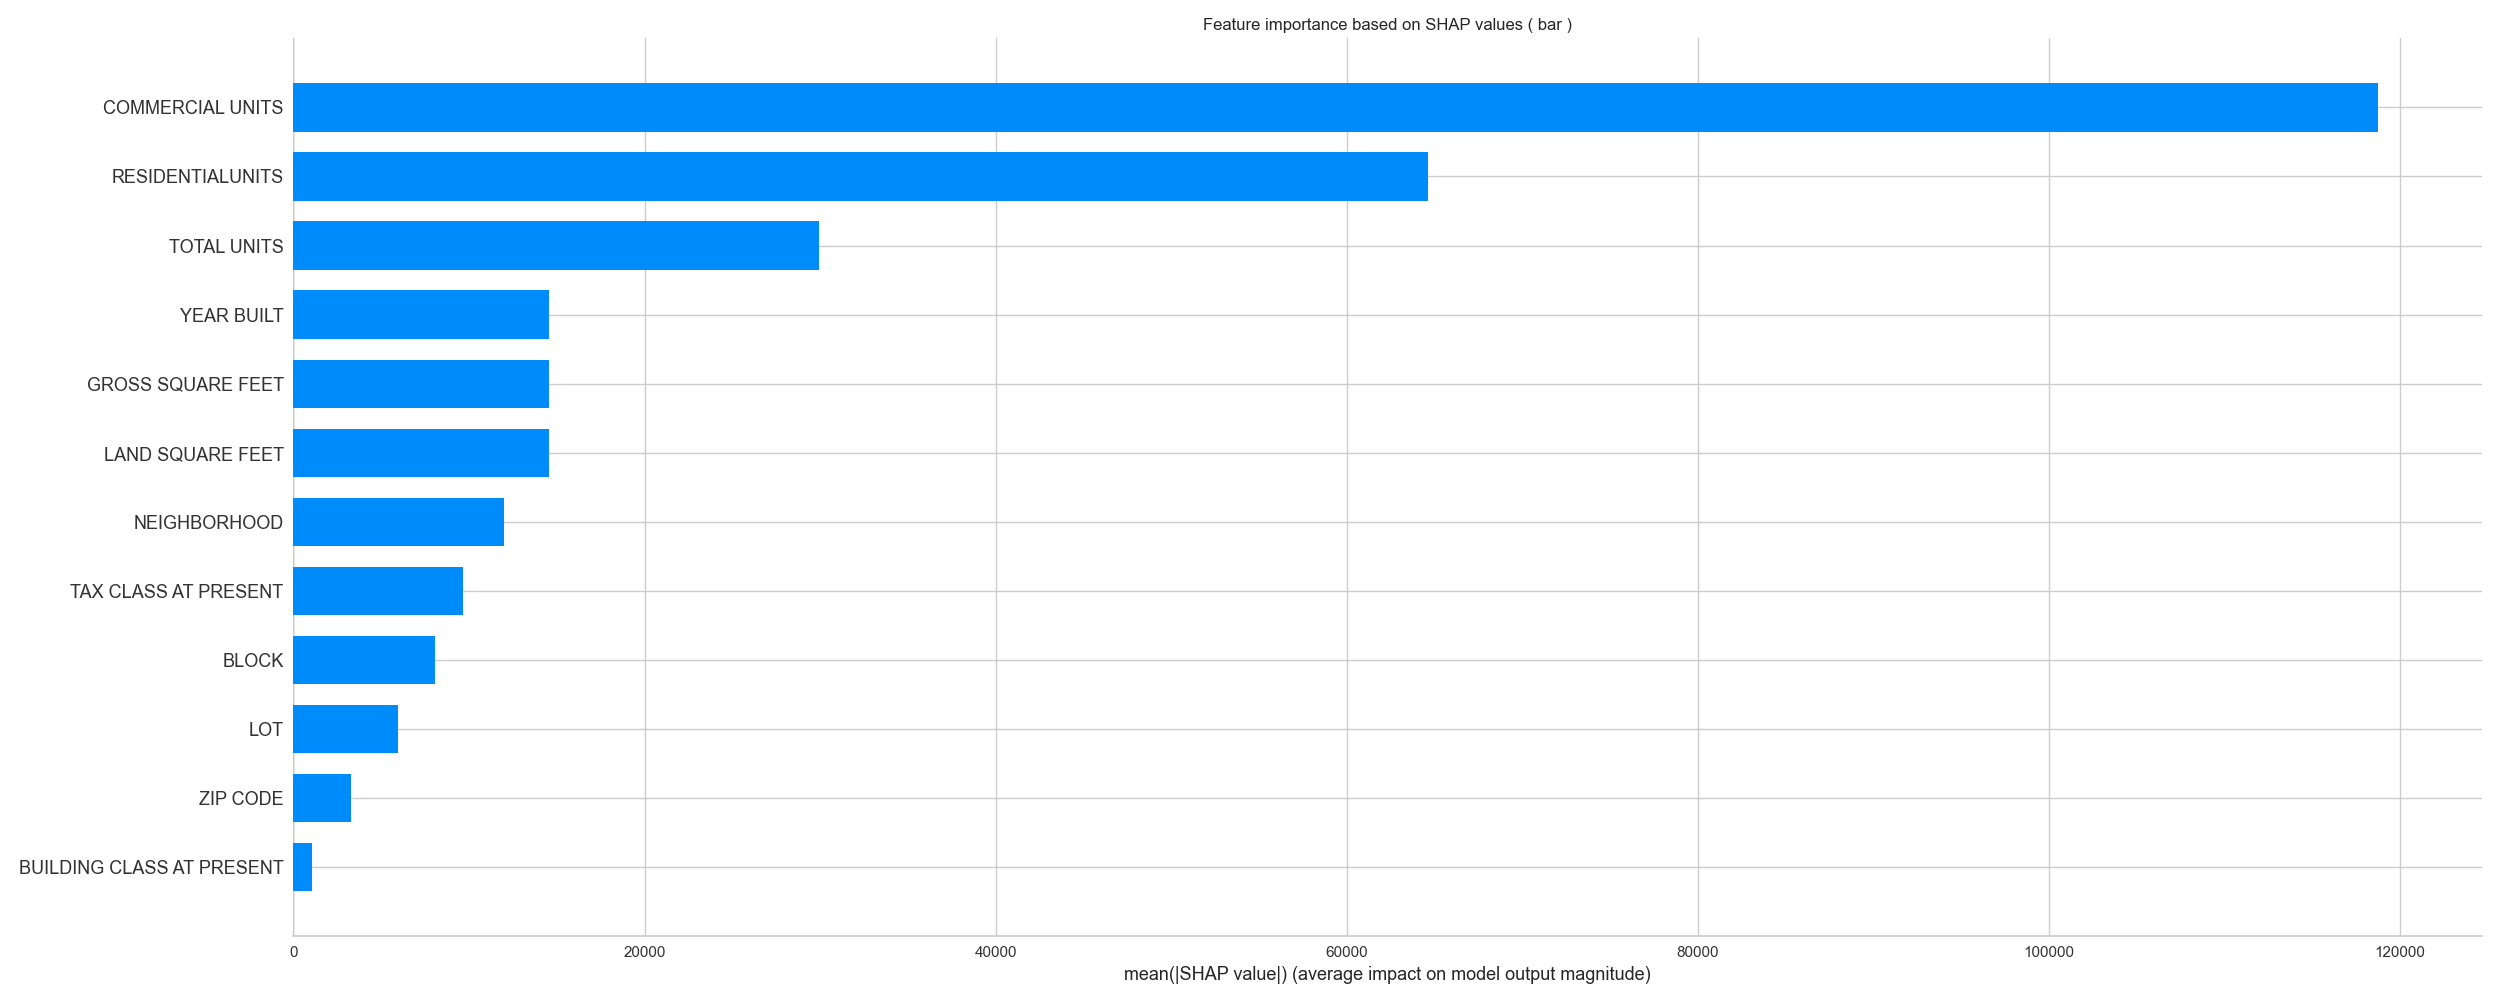 Feature importance based on SHAP values ( bar )
COMMERCIAL UNITS
RESIDENTIALUNITS
TOTAL UNITS
YEAR BUILT
GROSS SQUARE FEET
LAND SQUARE FEET
NEIGHBORHOOD
TAX CLASS AT PRESENT
BLOCK
LOT
ZIP CODE
BUILDING CLASS AT PRESENT
0 20000 40000 60000 80000 100000 120000
mean(|SHAP value|) (average impact on model output magnitude)